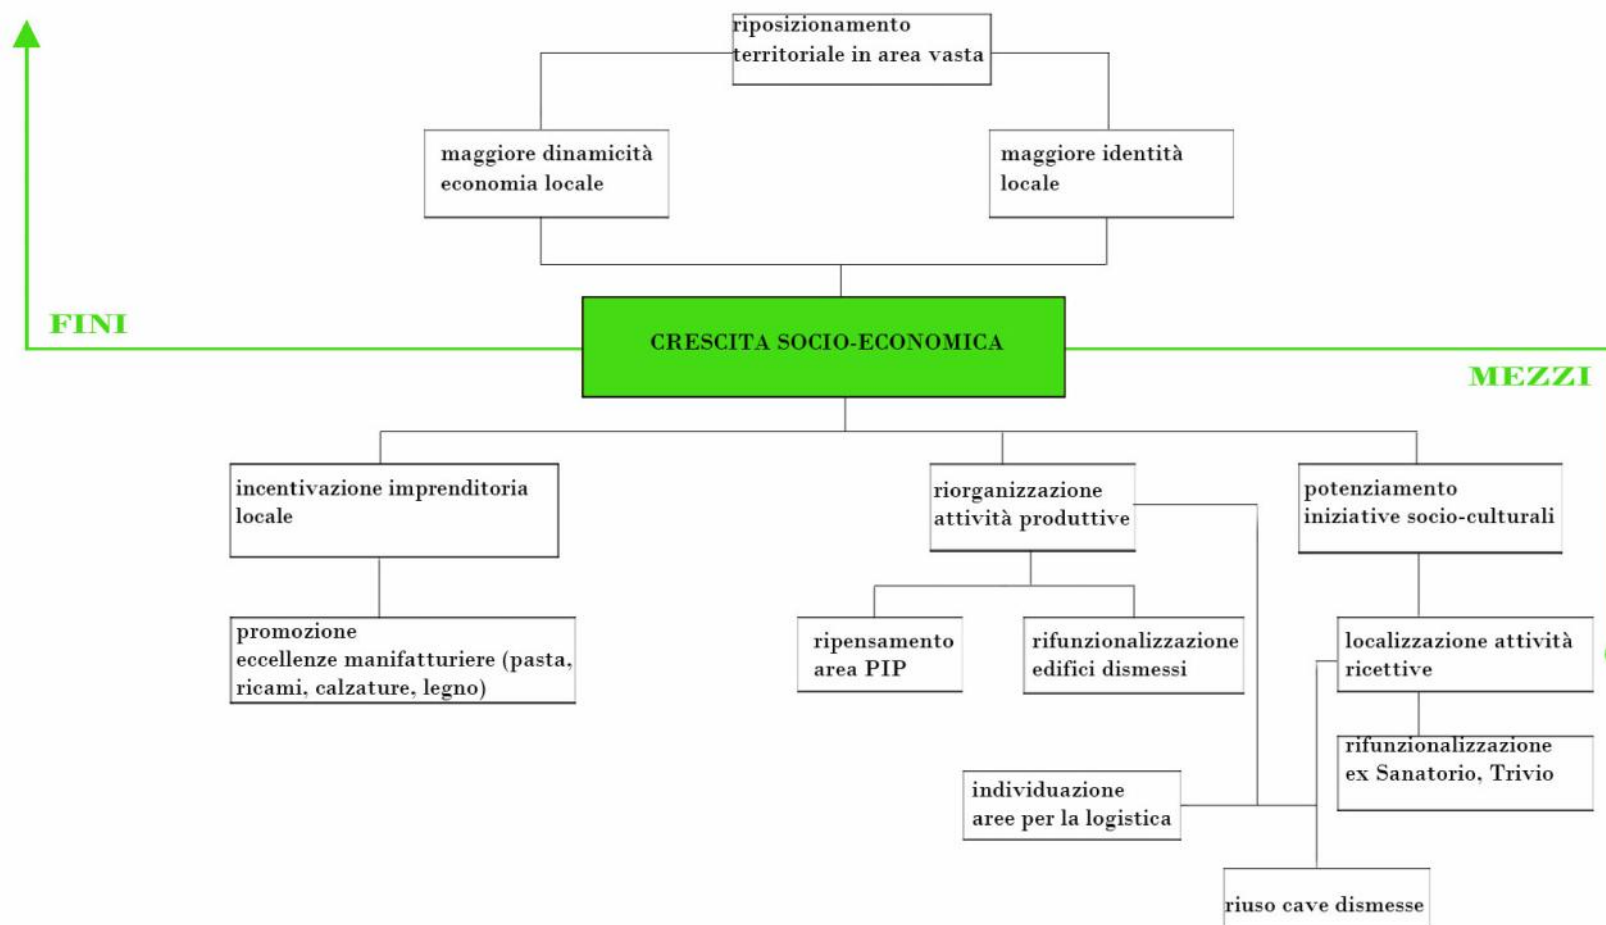 riposizionamento
territoriale in area vasta
maggiore dinamicità
economia locale
maggiore identità
locale
FINI
CRESCITA SOCIO-ECONOMICA
MEZZI
incentivazione imprenditoria
locale
riorganizzazione
attività produttive
potenziamento
iniziative socio-culturali
promozione
eccellenze manifatturiere (pasta,
ricami, calzature, legno)
ripensamento
area PIP
rifunzionalizzazione
edifici dismessi
localizzazione attività
ricettive
rifunzionalizzazione
ex Sanatorio, Trivio
individuazione
aree per la logistica
riuso cave dismesse